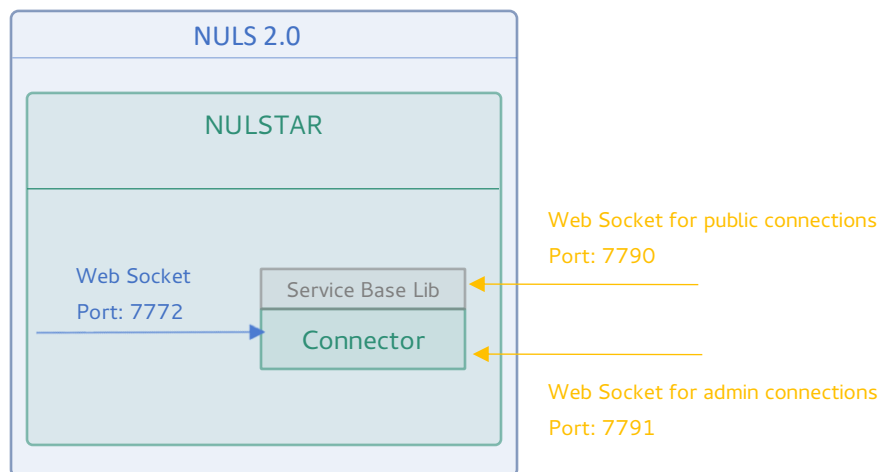 NULS 2.0
NULSTAR
Web Socket for public connections
Port: 7790
Web Socket
Port: 7772
Service Base Lib
Connector
Web Socket for admin connections
Port: 7791